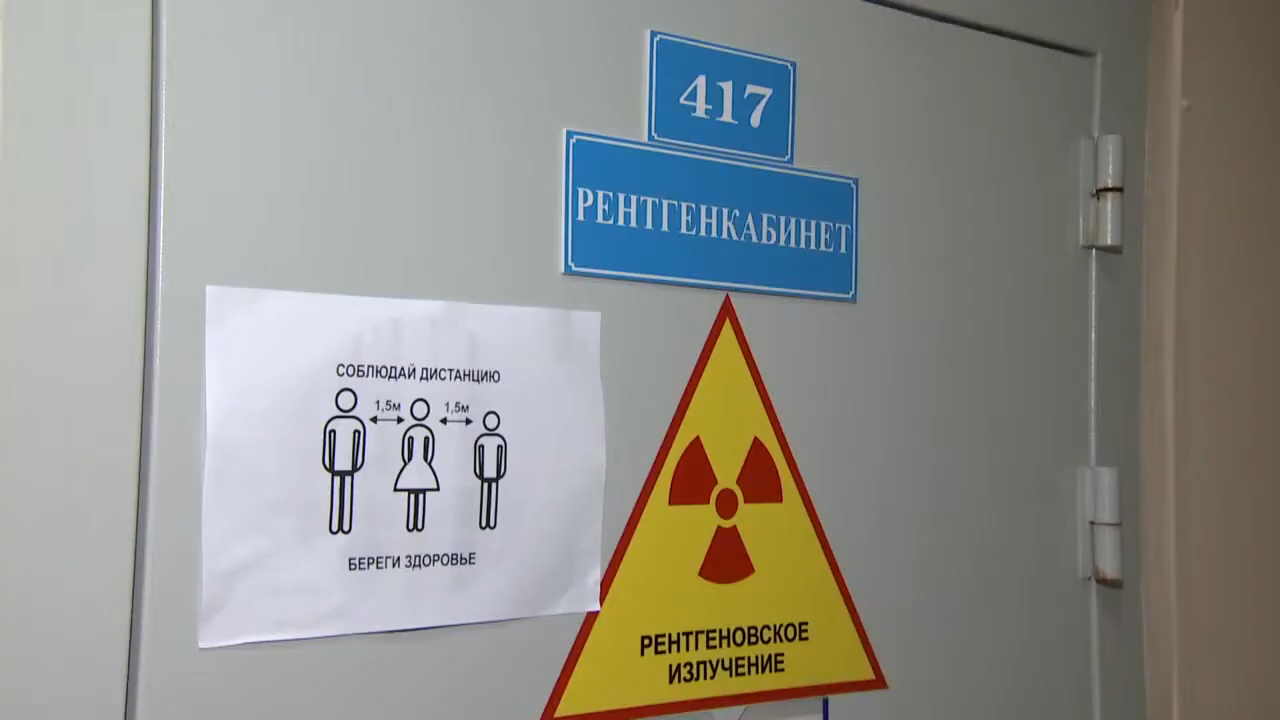 417
РЕНТГЕНКАБИНЕТ
СОБЛЮДАЙ ДИСТАНЦИЮ
1,5м 1,5м
БЕРЕГИ ЗДОРОВЬЕ
РЕНТГЕНОВСКОЕ
ИЗЛУЧЕНИЕ